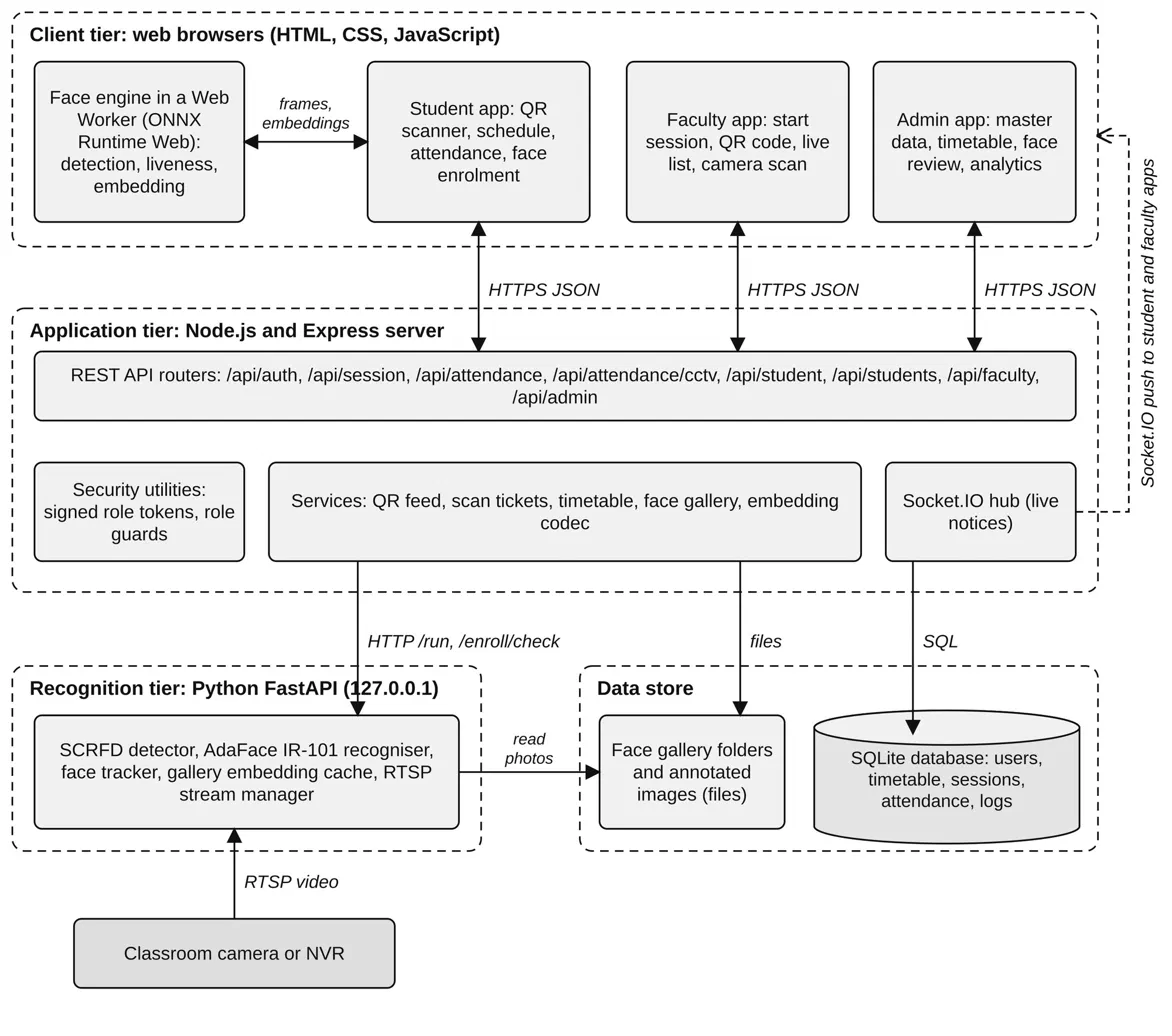 Client tier: web browsers (HTML, CSS, JavaScript)
Face engine in a Web
Worker (ONNX
Runtime Web):
detection, liveness,
embedding
frames,
embeddings
Student app: QR
scanner, schedule,
attendance, face
enrolment
Faculty app: start
session, QR code, live
list, camera scan
Admin app: master
data, timetable, face
review, analytics
Socket.IO push to student and faculty apps
HTTPS JSON
HTTPS JSON
HTTPS JSON
Application tier: Node.js and Express server
REST API routers: /api/auth, /api/session, /api/attendance, /api/attendance/cctv, /api/student, /api/students, /api/faculty,
/api/admin
Security utilities:
signed role tokens, role
guards
Services: QR feed, scan tickets, timetable, face gallery, embedding
codec
Socket.IO hub (live
notices)
HTTP /run, /enroll/check
files
SQL
Recognition tier: Python FastAPI (127.0.0.1)
SCRFD detector, AdaFace IR-101 recogniser,
face tracker, gallery embedding cache, RTSP
stream manager
read
photos
Data store
Face gallery folders
and annotated
images (files)
SQLite database: users,
timetable, sessions,
attendance, logs
RTSP video
Classroom camera or NVR